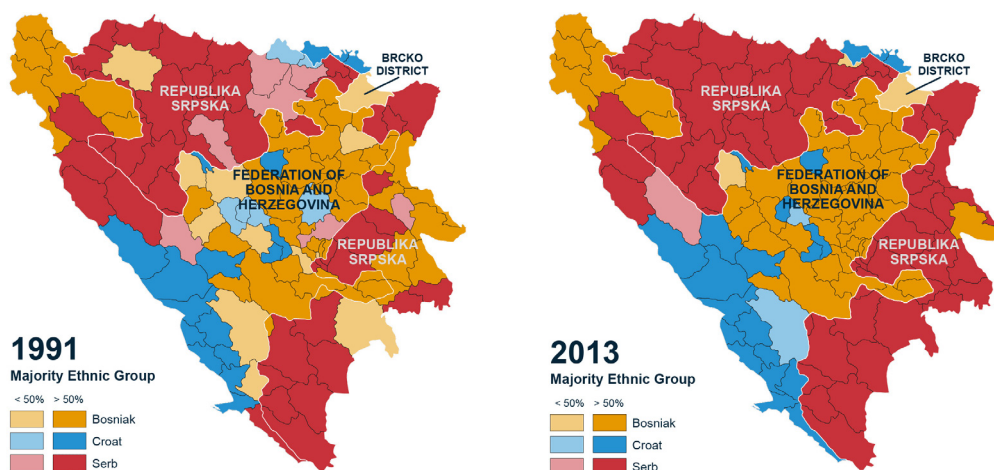 BRCKO
DISTRICT
REPUBLIKA
SRPSKA
FEDERATION OF
BOSNIA AND
HERZEGOVINA
REPUBLIKA
SRPSKA
1991
Majority Ethnic Group
< 50% > 50%
Bosniak
Croat
Serb
BRCKO
DISTRICT
REPUBLIKA
SRPSKA
FEDERATION OF
BOSNIA AND
HERZEGOVINA
REPUBLIKA
SRPSKA
2013
Majority Ethnic Group
< 50% > 50%
Bosniak
Croat
Serb